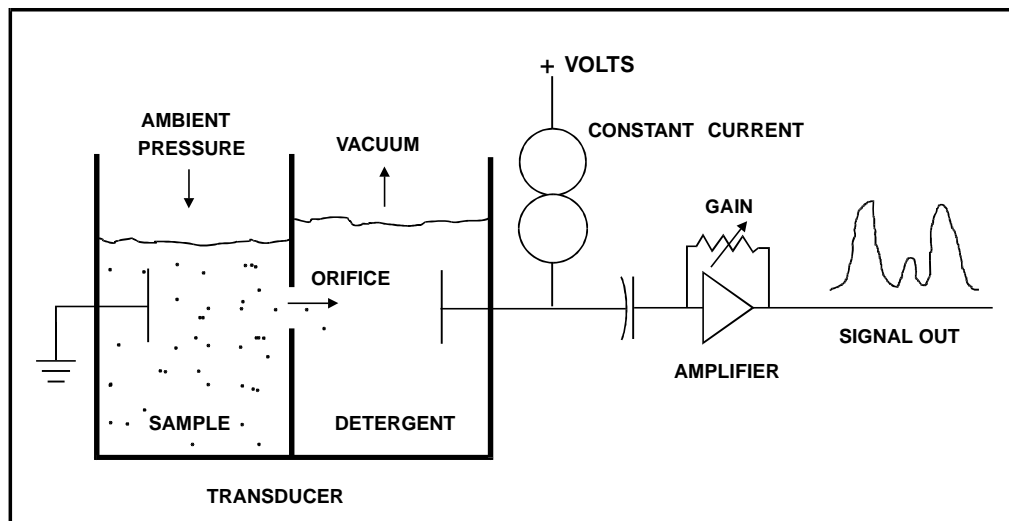 + VOLTS
CONSTANT CURRENT
AMBIENT
PRESSURE
VACUUM
GAIN
ORIFICE
SIGNAL OUT
AMPLIFIER
SAMPLE
DETERGENT
TRANSDUCER